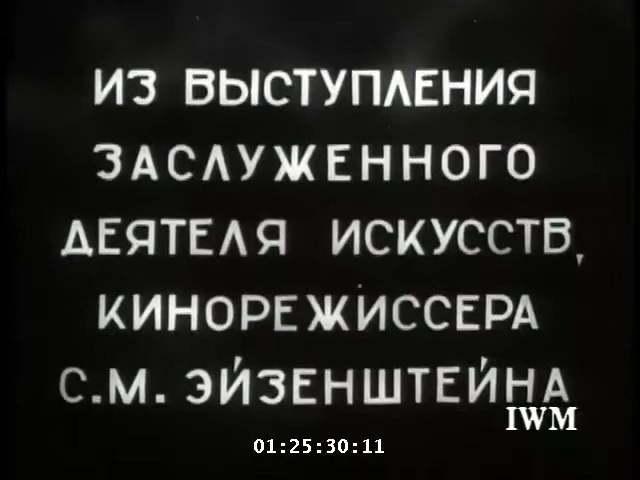 ИЗ ВЫСТУПЛЕНИЯ
ЗАСЛУЖЕННОГО
ДЕЯТЕЛЯ ИСКУССТВ,
КИНОРЕЖИССЕРА
С.М. ЭЙЗЕНШТЕЙНА
IWM
01:25:30:11